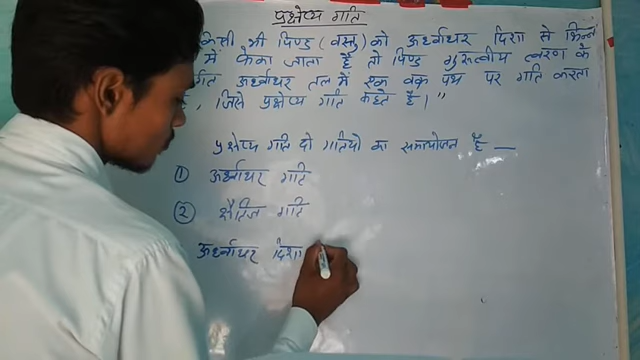 प्रक्षेप्य गति
किसी भी पिण्ड (वस्तु) को ऊर्ध्वाधर दिशा से भिन्न
में फेंका जाता है तो पिण्ड गुरुत्वीय त्वरण के
र्गत ऊर्ध्वाधर तल में एक वक्र पथ पर गति करता
है, जिसे प्रक्षेप्य गति कहते है।"
प्रक्षेप्य गति दो गतियो का समायोजन है —
① ऊर्ध्वाधर गति
② क्षैतिज गति
ऊर्ध्वाधर दिशा